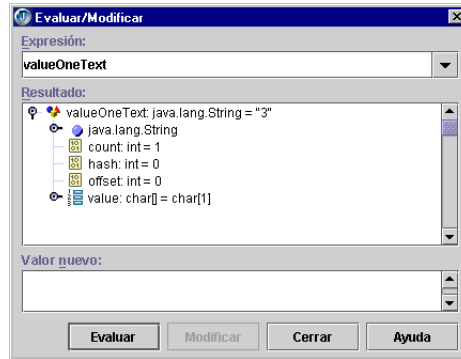 Evaluar/Modificar
Expresión:
valueOneText
Resultado:
valueOneText: java.lang.String = "3"
java.lang.String
count: int = 1
hash: int = 0
offset: int = 0
value: char[] = char[1]
Valor nuevo:
Evaluar Modificar Cerrar Ayuda